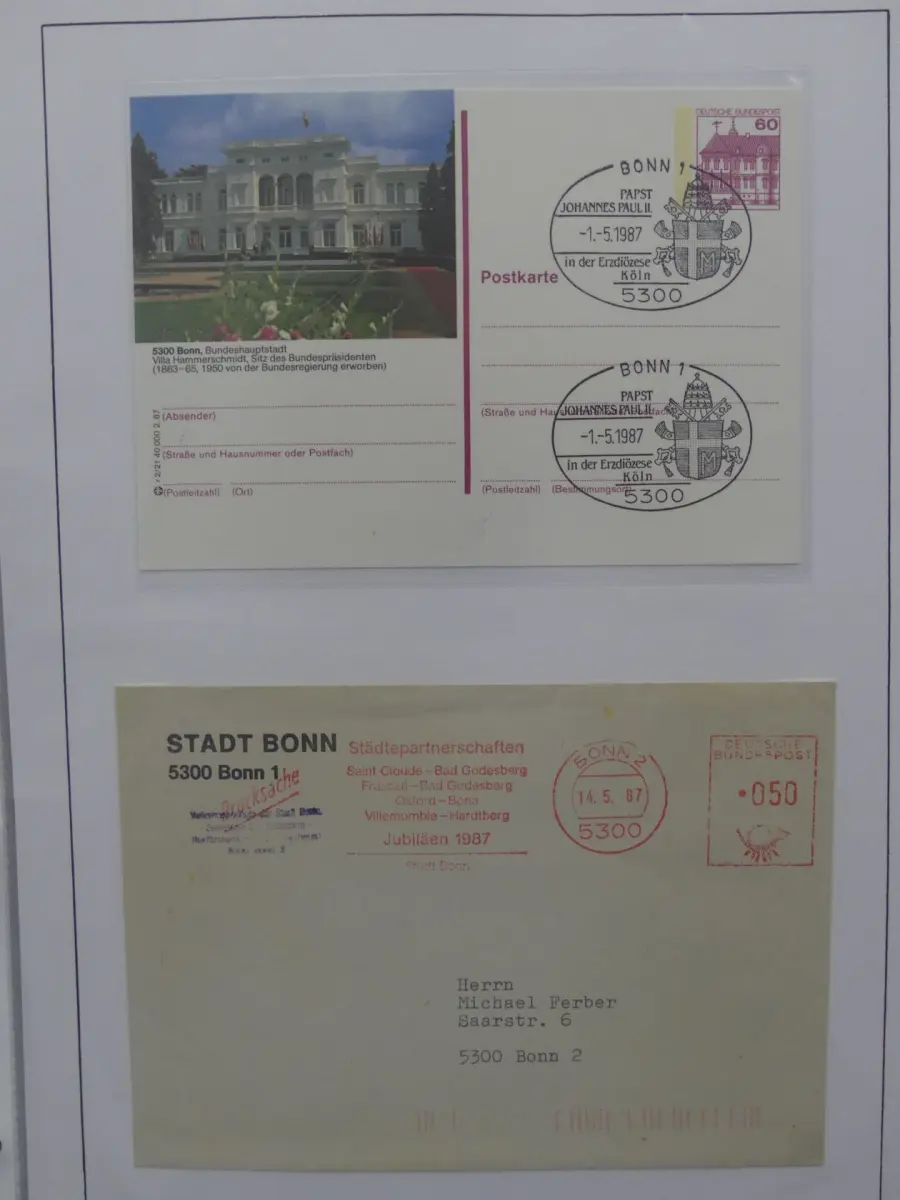 DEUTSCHE BUNDESPOST
60
BONN 1
PAPST
JOHANNES PAUL II.
-1.-5.1987
in der Erzdiözese
Köln
5300
Postkarte
5300 Bonn, Bundeshauptstadt
Villa Hammerschmidt, Sitz des Bundespräsidenten
(1863-65, 1950 von der Bundesregierung erworben)
(Absender)
(Straße und Hausnummer oder Postfach)
(Postleitzahl) (Ort)
BONN 1
PAPST
JOHANNES PAUL II.
-1.-5.1987
in der Erzdiözese
Köln
5300
(Straße und
(Postleitzahl) (Bestimmungsort)
STADT BONN
5300 Bonn 1
Drucksache
Städtepartnerschaften
Saint Cloude - Bad Godesberg
Frascati - Bad Godesberg
Oxford - Bonn
Villemomble - Hardtberg
Jubiläen 1987
Stadt Bonn
BONN 2
14.5.87
5300
DEUTSCHE
BUNDESPOST
050
Herrn
Michael Ferber
Saarstr. 6
5300 Bonn 2